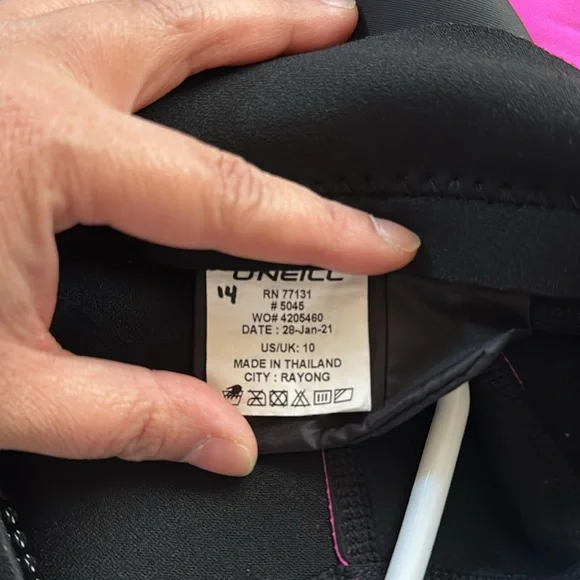 O'NEILL
14
RN 77131
# 5045
WO# 4205460
DATE : 28-Jan-21
US/UK: 10
MADE IN THAILAND
CITY : RAYONG